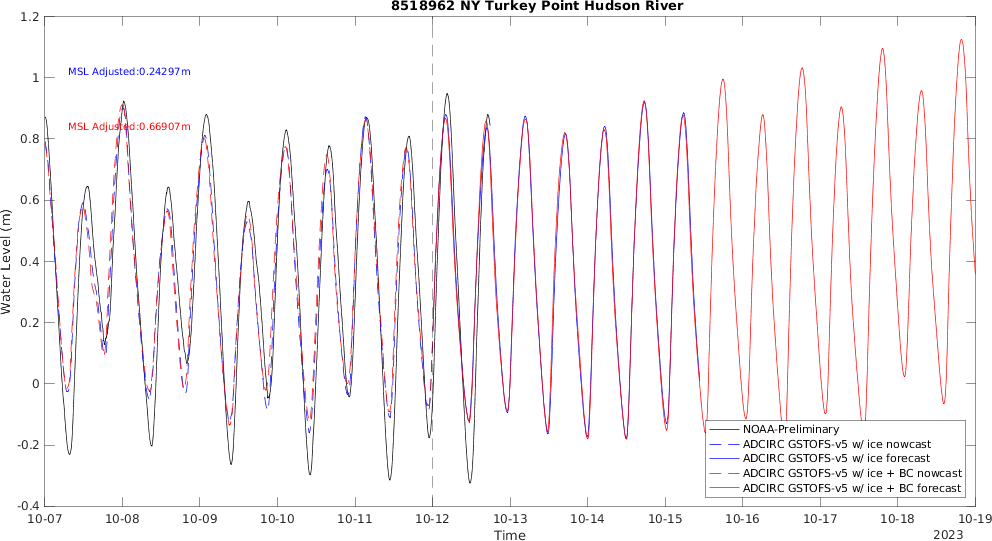 8518962 NY Turkey Point Hudson River
1.2
1
0.8
0.6
0.4
0.2
0
-0.2
-0.4
Water Level (m)
MSL Adjusted:0.24297m
MSL Adjusted:0.66907m
NOAA-Preliminary
ADCIRC GSTOFS-v5 w/ ice nowcast
ADCIRC GSTOFS-v5 w/ ice forecast
ADCIRC GSTOFS-v5 w/ ice + BC nowcast
ADCIRC GSTOFS-v5 w/ ice + BC forecast
10-07 10-08 10-09 10-10 10-11 10-12 10-13 10-14 10-15 10-16 10-17 10-18 10-19
Time
2023